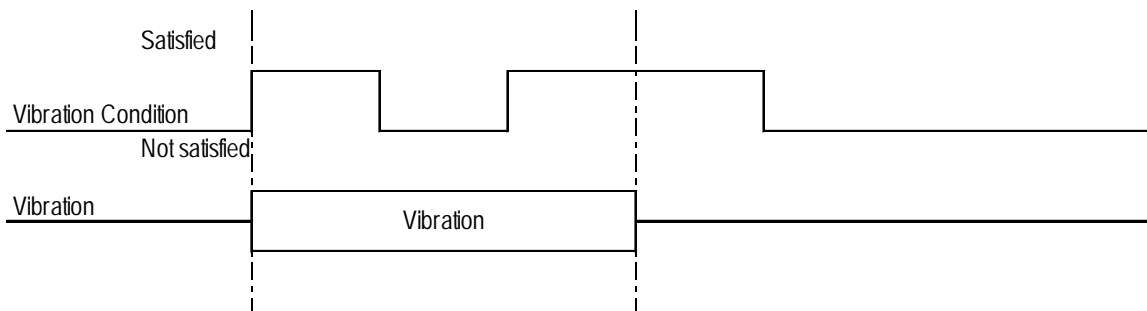 Satisfied
Vibration Condition
Not satisfied
Vibration
Vibration